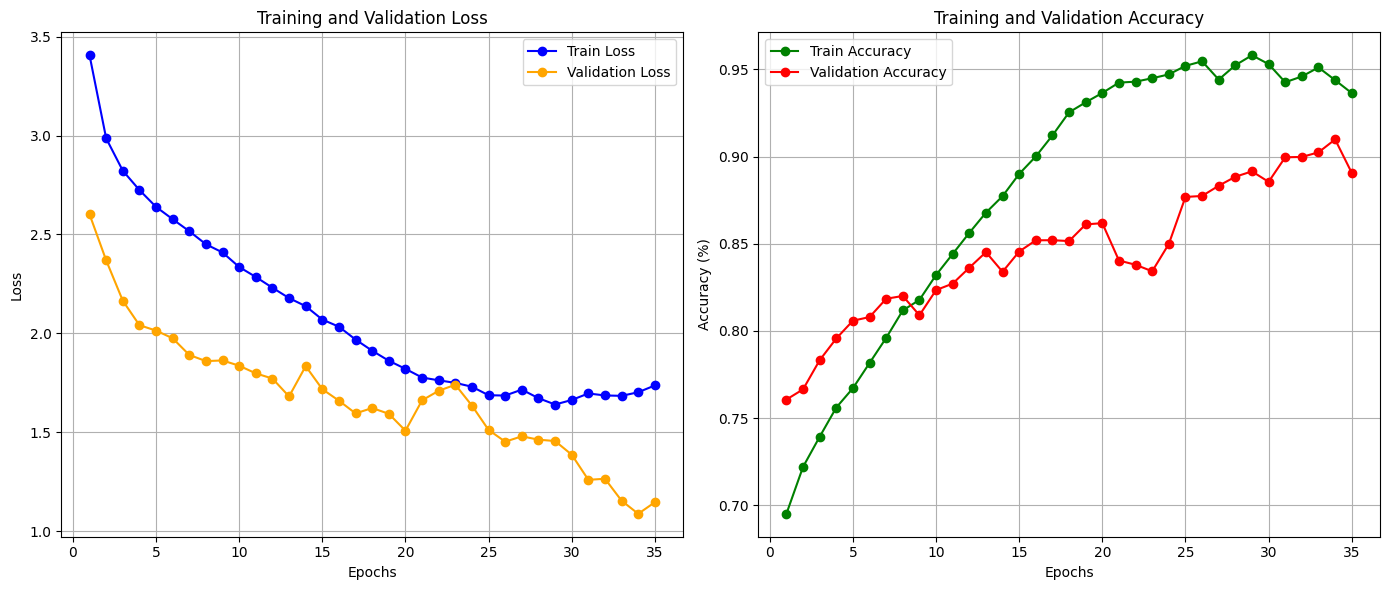 Training and Validation Loss
Train Loss
Validation Loss
3.5
3.0
2.5
2.0
1.5
1.0
Loss
0 5 10 15 20 25 30 35
Epochs
Training and Validation Accuracy
Train Accuracy
Validation Accuracy
0.95
0.90
0.85
0.80
0.75
0.70
Accuracy (%)
0 5 10 15 20 25 30 35
Epochs